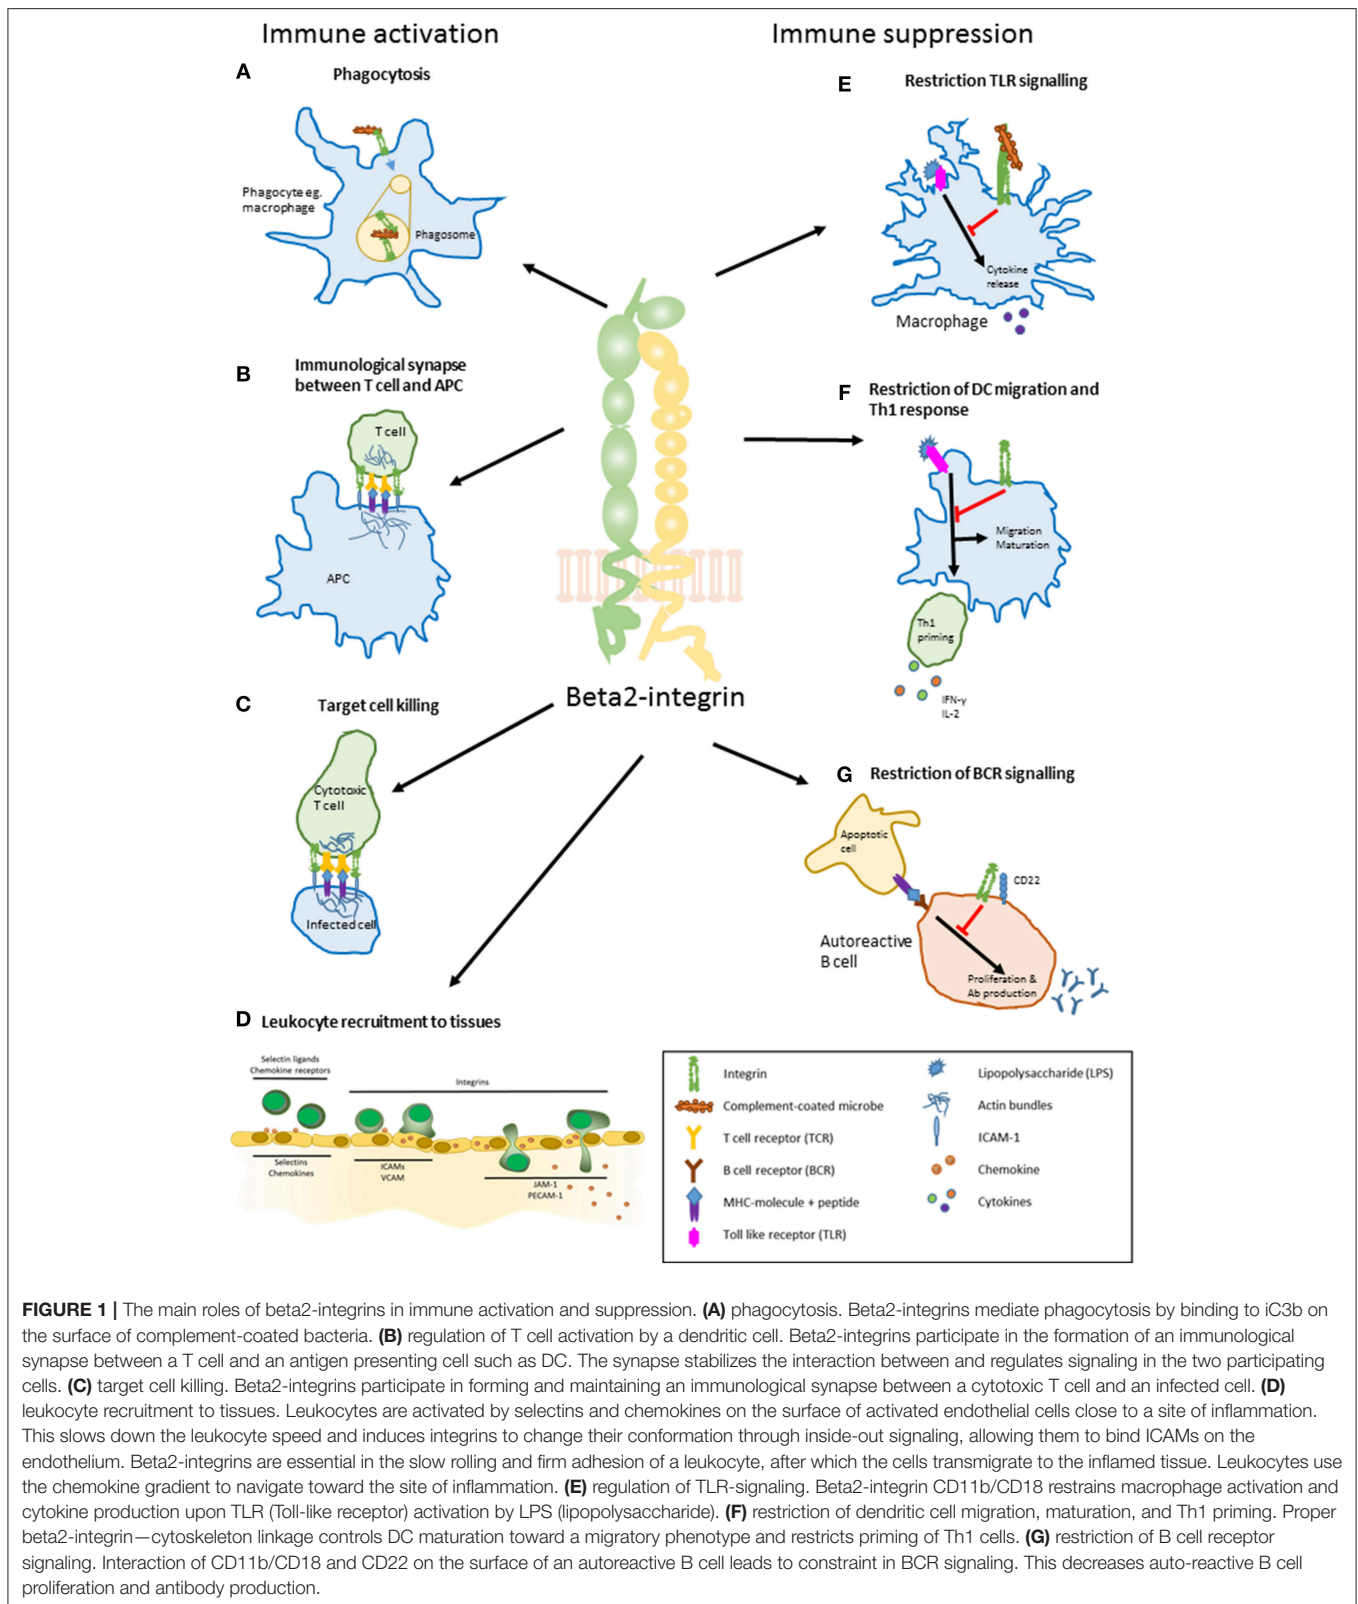 Immune activation
Immune suppression
A
Phagocytosis
Phagocyte eg.
macrophage
Phagosome
B
Immunological synapse
between T cell and APC
T cell
APC
C
Target cell killing
Cytotoxic
T cell
Infected cell
D
Leukocyte recruitment to tissues
Selectin ligands
Chemokine receptors
Integrins
Selectins
Chemokines
ICAMs
VCAM
JAM-1
PECAM-1
Beta2-integrin
E
Restriction TLR signalling
Cytokine
release
Macrophage
F
Restriction of DC migration and
Th1 response
Migration
Maturation
Th1
priming
IFN-γ
IL-2
G
Restriction of BCR signalling
Apoptotic
cell
CD22
Autoreactive
B cell
Proliferation &
Ab production
Integrin
Complement-coated microbe
T cell receptor (TCR)
B cell receptor (BCR)
MHC-molecule + peptide
Toll like receptor (TLR)
Lipopolysaccharide (LPS)
Actin bundles
ICAM-1
Chemokine
Cytokines
FIGURE 1 | The main roles of beta2-integrins in immune activation and suppression. (A) phagocytosis. Beta2-integrins mediate phagocytosis by binding to iC3b on
the surface of complement-coated bacteria. (B) regulation of T cell activation by a dendritic cell. Beta2-integrins participate in the formation of an immunological
synapse between a T cell and an antigen presenting cell such as DC. The synapse stabilizes the interaction between and regulates signaling in the two participating
cells. (C) target cell killing. Beta2-integrins participate in forming and maintaining an immunological synapse between a cytotoxic T cell and an infected cell. (D)
leukocyte recruitment to tissues. Leukocytes are activated by selectins and chemokines on the surface of activated endothelial cells close to a site of inflammation.
This slows down the leukocyte speed and induces integrins to change their conformation through inside-out signaling, allowing them to bind ICAMs on the
endothelium. Beta2-integrins are essential in the slow rolling and firm adhesion of a leukocyte, after which the cells transmigrate to the inflamed tissue. Leukocytes use
the chemokine gradient to navigate toward the site of inflammation. (E) regulation of TLR-signaling. Beta2-integrin CD11b/CD18 restrains macrophage activation and
cytokine production upon TLR (Toll-like receptor) activation by LPS (lipopolysaccharide). (F) restriction of dendritic cell migration, maturation, and Th1 priming. Proper
beta2-integrin—cytoskeleton linkage controls DC maturation toward a migratory phenotype and restricts priming of Th1 cells. (G) restriction of B cell receptor
signaling. Interaction of CD11b/CD18 and CD22 on the surface of an autoreactive B cell leads to constraint in BCR signaling. This decreases auto-reactive B cell
proliferation and antibody production.